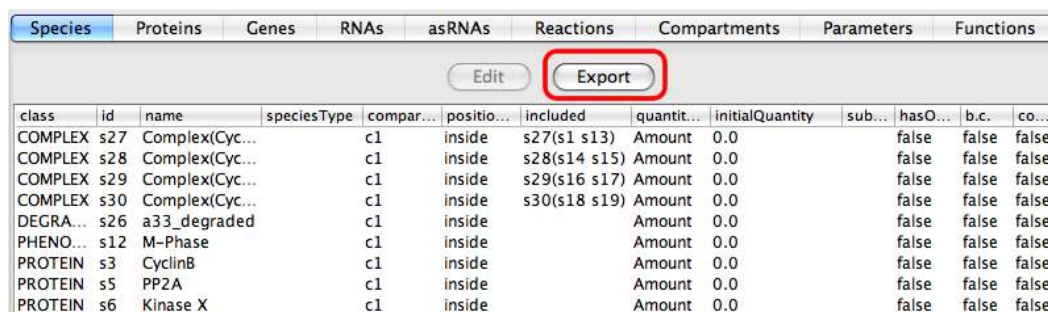 Species Proteins Genes RNAs asRNAs Reactions Compartments Parameters Functions
Edit Export
class id name speciesType compar... positio... included quantit... initialQuantity sub... hasO... b.c. co...
COMPLEX s27 Complex(Cyc... c1 inside s27(s1 s13) Amount 0.0 false false false
COMPLEX s28 Complex(Cyc... c1 inside s28(s14 s15) Amount 0.0 false false false
COMPLEX s29 Complex(Cyc... c1 inside s29(s16 s17) Amount 0.0 false false false
COMPLEX s30 Complex(Cyc... c1 inside s30(s18 s19) Amount 0.0 false false false
DEGRA... s26 a33_degraded c1 inside Amount 0.0 false false false
PHENO... s12 M-Phase c1 inside Amount 0.0 false false false
PROTEIN s3 CyclinB c1 inside Amount 0.0 false false false
PROTEIN s5 PP2A c1 inside Amount 0.0 false false false
PROTEIN s6 Kinase X c1 inside Amount 0.0 false false false